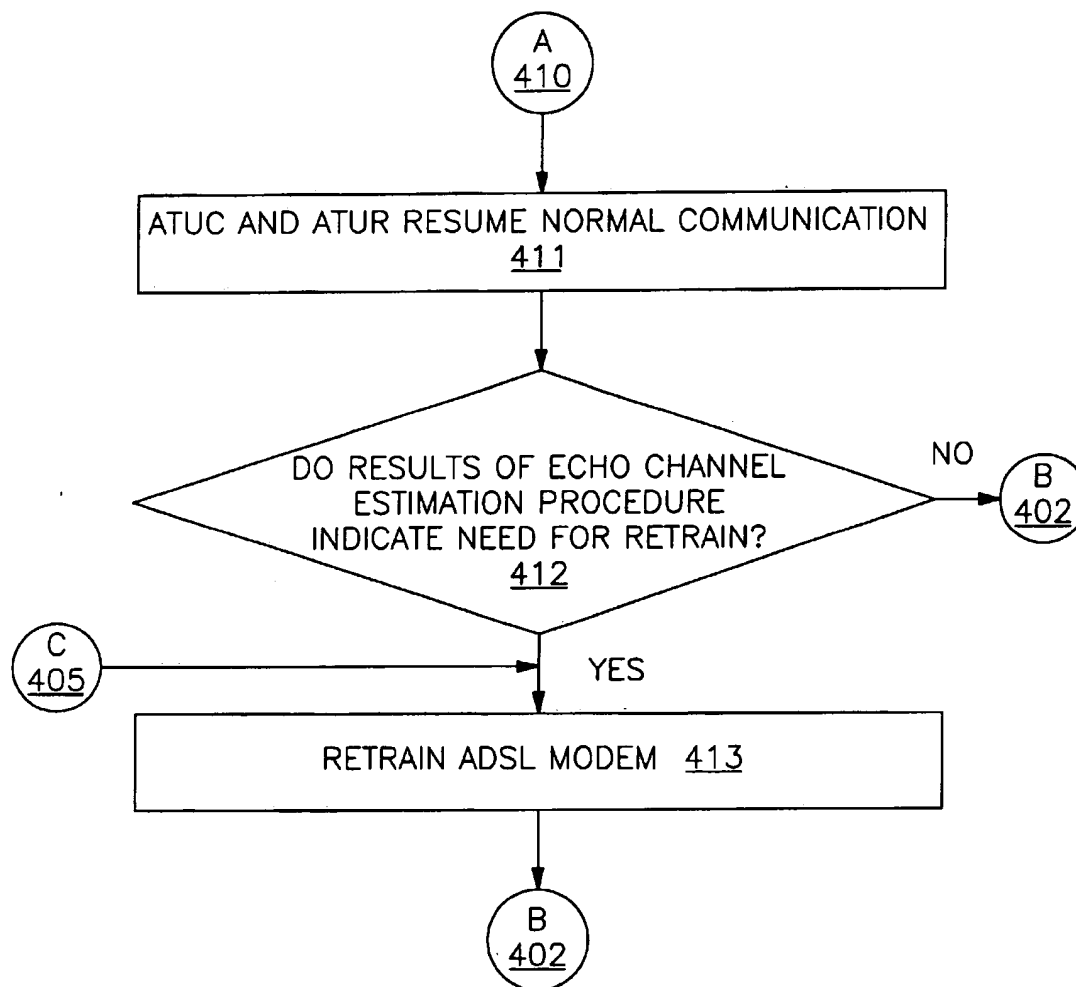 A
410
ATUC AND ATUR RESUME NORMAL COMMUNICATION
411
DO RESULTS OF ECHO CHANNEL
ESTIMATION PROCEDURE
INDICATE NEED FOR RETRAIN?
412
NO
B
402
C
405
YES
RETRAIN ADSL MODEM 413
B
402